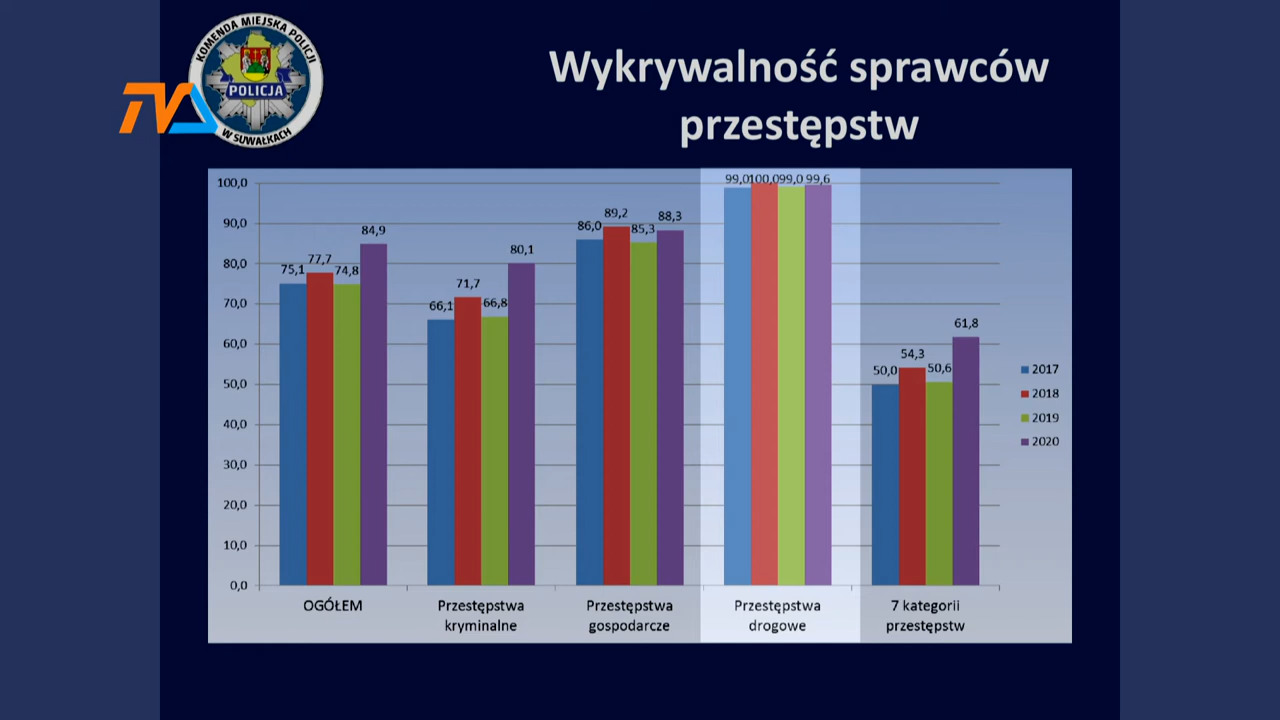 KOMENDA MIEJSKA POLICJI
POLICJA
W SUWAŁKACH
TVS
Wykrywalność sprawców
przestępstw
100,0
90,0
80,0
70,0
60,0
50,0
40,0
30,0
20,0
10,0
0,0
75,1
77,7
74,8
84,9
66,1
71,7
66,8
80,1
86,0
89,2
85,3
88,3
99,0
100,0
99,0
99,6
50,0
54,3
50,6
61,8
OGÓŁEM
Przestępstwa
kryminalne
Przestępstwa
gospodarcze
Przestępstwa
drogowe
7 kategorii
przestępstw
2017
2018
2019
2020